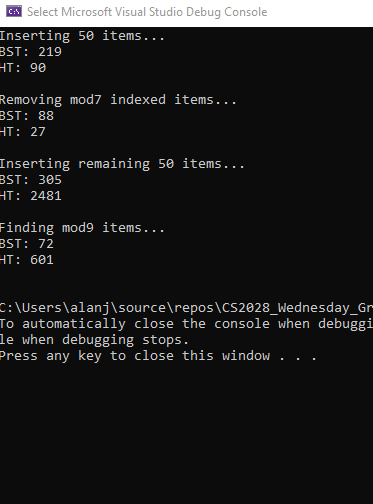 Select Microsoft Visual Studio Debug Console
Inserting 50 items...
BST: 219
HT: 90
Removing mod7 indexed items...
BST: 88
HT: 27
Inserting remaining 50 items...
BST: 305
HT: 2481
Finding mod9 items...
BST: 72
HT: 601
C:\Users\alanj\source\repos\CS2028_Wednesday_Gr
To automatically close the console when debuggi
le when debugging stops.
Press any key to close this window . . .